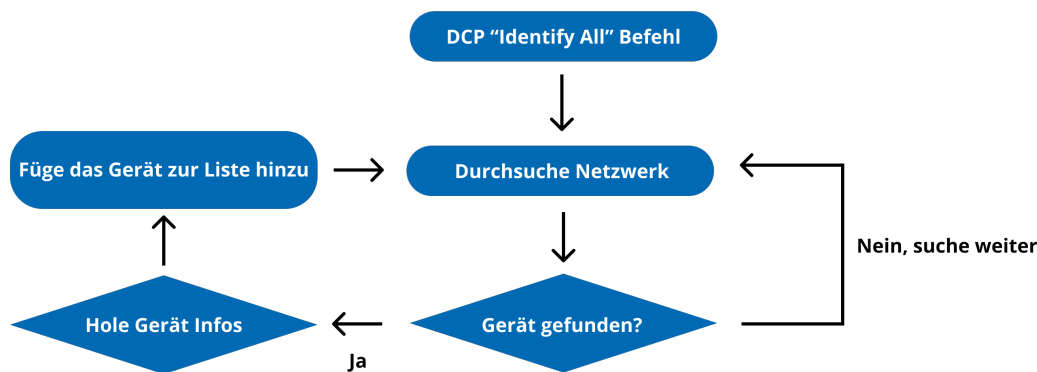 DCP “Identify All” Befehl
Füge das Gerät zur Liste hinzu
Durchsuche Netzwerk
Nein, suche weiter
Hole Gerät Infos
Gerät gefunden?
Ja